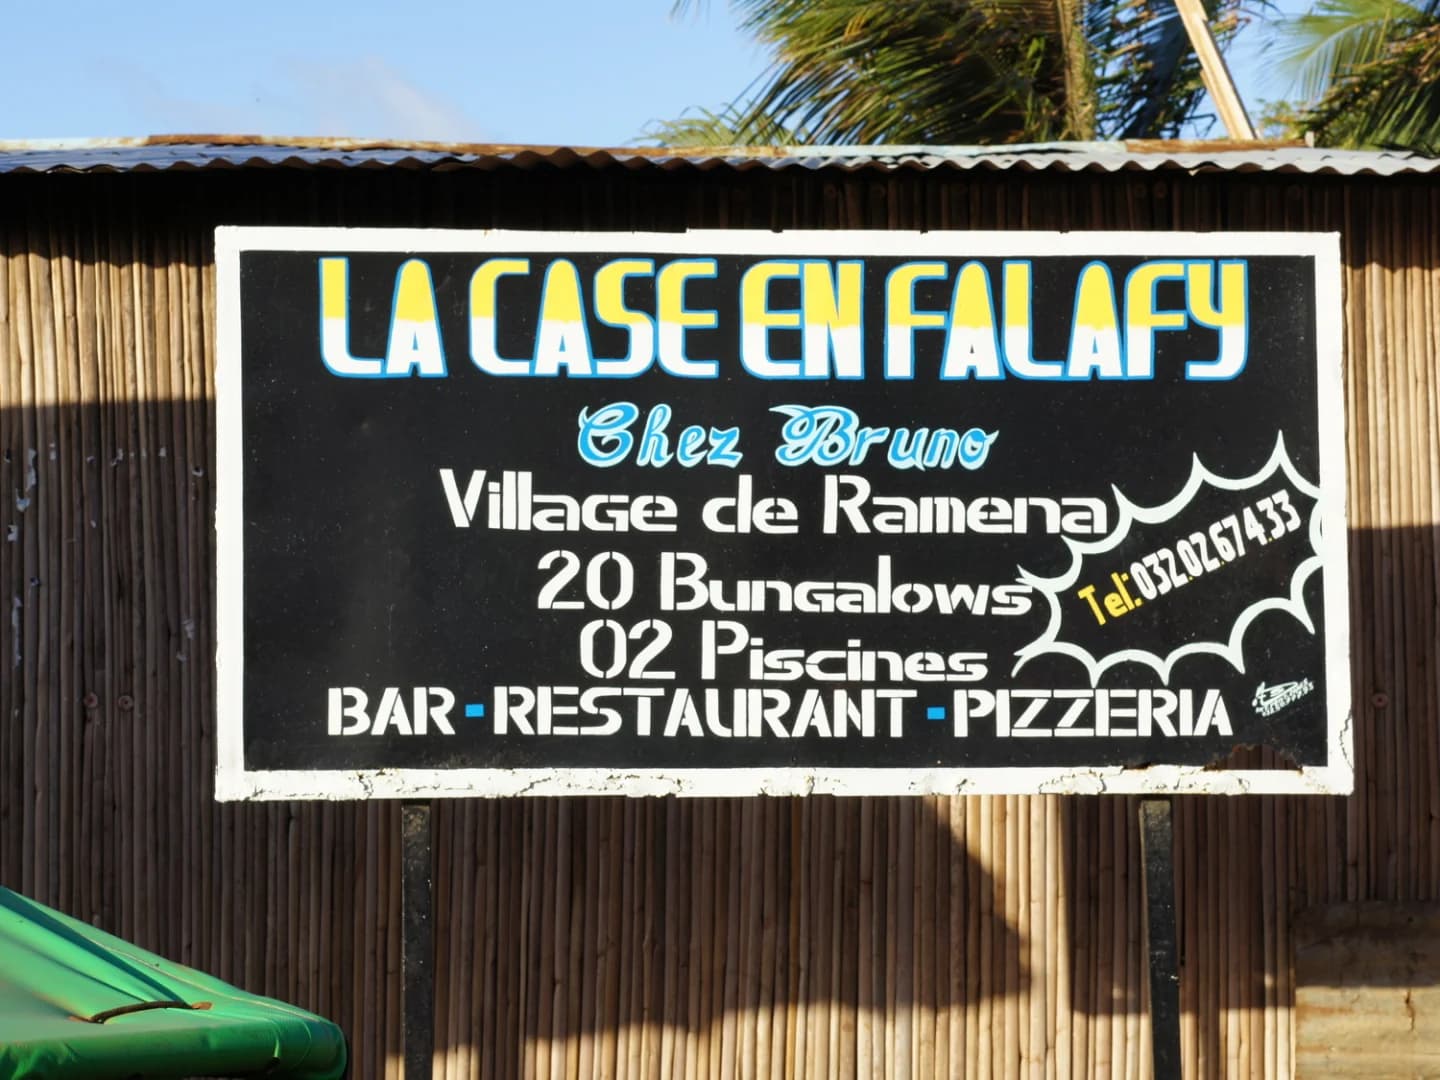 LA CASE EN FALAFY
Chez Bruno
Village de Ramena
20 Bungalows
02 Piscines
BAR-RESTAURANT-PIZZERIA
Tel:032.02.674.33